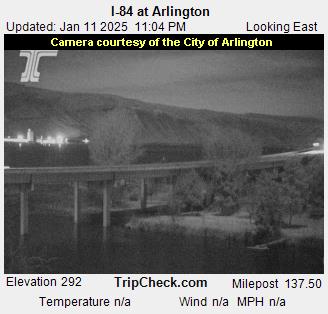 I-84 at Arlington
Updated: Jan 11 2025 11:04 PM Looking East
Camera courtesy of the City of Arlington
Elevation 292 TripCheck.com Milepost 137.50
Temperature n/a Wind n/a MPH n/a